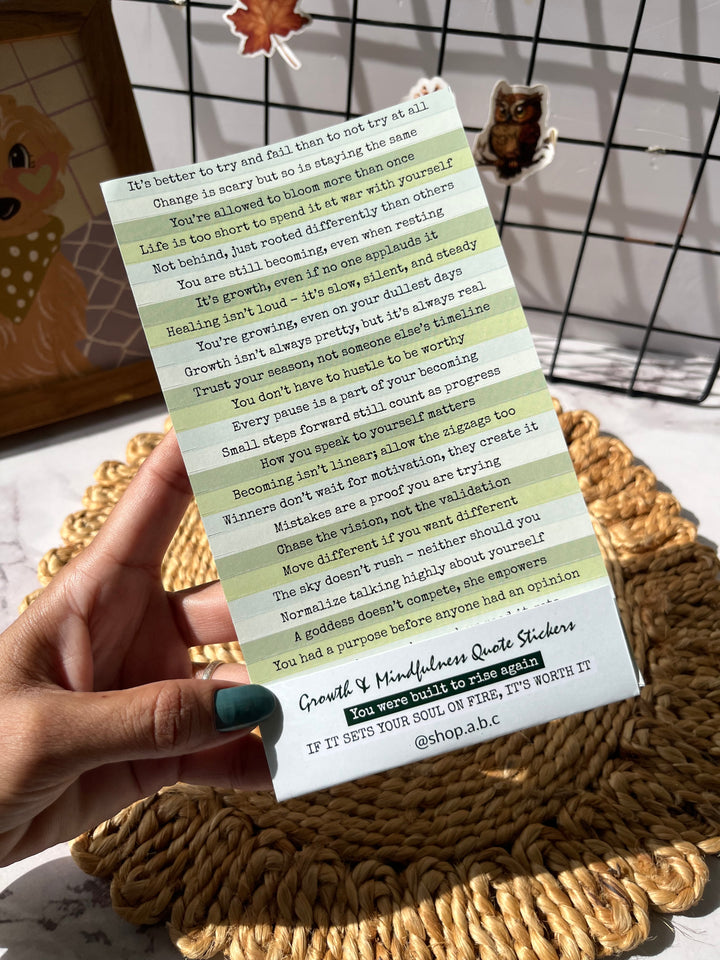 It's better to try and fail than to not try at all
Change is scary but so is staying the same
You're allowed to bloom more than once
Life is too short to spend it at war with yourself
Not behind, just rooted differently than others
You are still becoming, even when resting
It's growth, even if no one applauds it
Healing isn't loud – it's slow, silent, and steady
You're growing, even on your dullest days
Growth isn't always pretty, but it's always real
Trust your season, not someone else's timeline
You don't have to hustle to be worthy
Every pause is a part of your becoming
Small steps forward still count as progress
How you speak to yourself matters
Becoming isn't linear; allow the zigzags too
Winners don't wait for motivation, they create it
Mistakes are a proof you are trying
Chase the vision, not the validation
Move different if you want different
The sky doesn't rush – neither should you
Normalize talking highly about yourself
A goddess doesn't compete, she empowers
You had a purpose before anyone had an opinion
Growth & Mindfulness Quote Stickers
You were built to rise again
IF IT SETS YOUR SOUL ON FIRE, IT'S WORTH IT
@shop.a.b.c